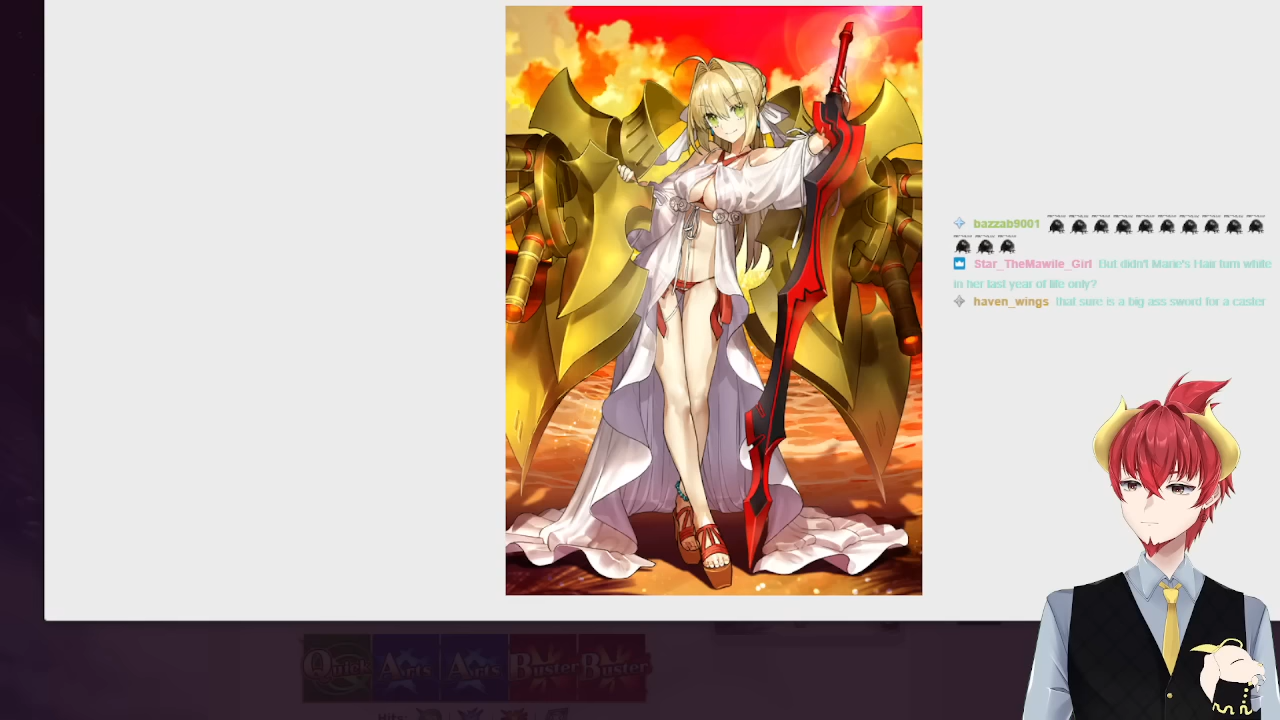 bazzab9001
Star_TheMawile_Girl But didn't Marie's Hair turn white
in her last year of life only?
haven_wings that sure is a big ass sword for a caster
Quick Arts Arts Buster Buster
Hits: